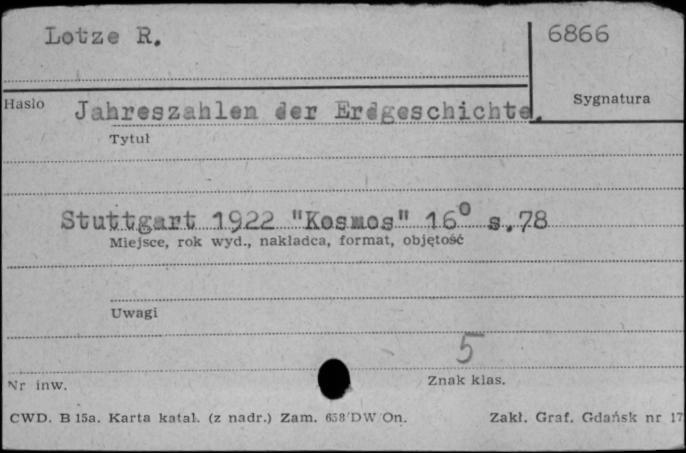 Lotze R.
6866
Hasło
Jahreszahlen der Erdgeschichte.
Sygnatura
Tytuł
Stuttgart 1922 "Kosmos" 16⁰ s.78
Miejsce, rok wyd., nakładca, format, objętość
Uwagi
5
Nr inw.
Znak klas.
CWD. B 15a. Karta katal. (z nadr.) Zam. 658/DW/On.
Zakł. Graf. Gdańsk nr 17